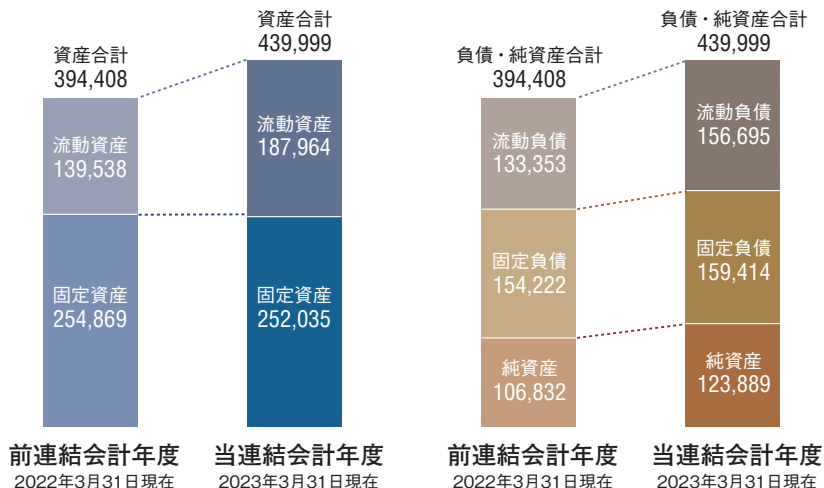 資産合計
394,408
流動資産
139,538
固定資産
254,869
前連結会計年度
2022年3月31日現在
資産合計
439,999
流動資産
187,964
固定資産
252,035
当連結会計年度
2023年3月31日現在
負債・純資産合計
394,408
流動負債
133,353
固定負債
154,222
純資産
106,832
前連結会計年度
2022年3月31日現在
負債・純資産合計
439,999
流動負債
156,695
固定負債
159,414
純資産
123,889
当連結会計年度
2023年3月31日現在